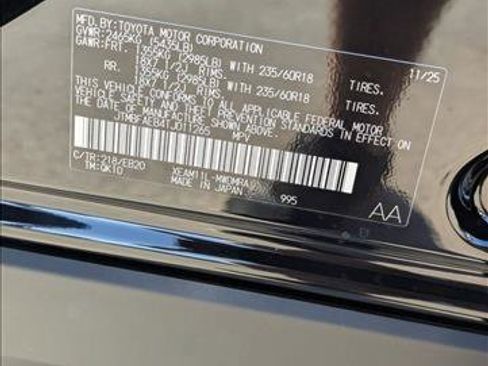 MFD.BY:TOYOTA MOTOR CORPORATION 11/25
GVWR:2465KG (5435LB)
GAWR:FRT. 1355KG (2985LB) WITH 235/60R18 TIRES.
18X7 1/2J RIMS.
RR. 1355KG (2985LB) WITH 235/60R18 TIRES.
18X7 1/2J RIMS.
THIS VEHICLE CONFORMS TO ALL APPLICABLE FEDERAL MOTOR
VEHICLE SAFETY AND BUMPER STANDARDS IN EFFECT ON
THE DATE OF MANUFACTURE SHOWN ABOVE.
MPV
C/TR:218/EB20
TM:QK10
MADE IN JAPAN
995
AA